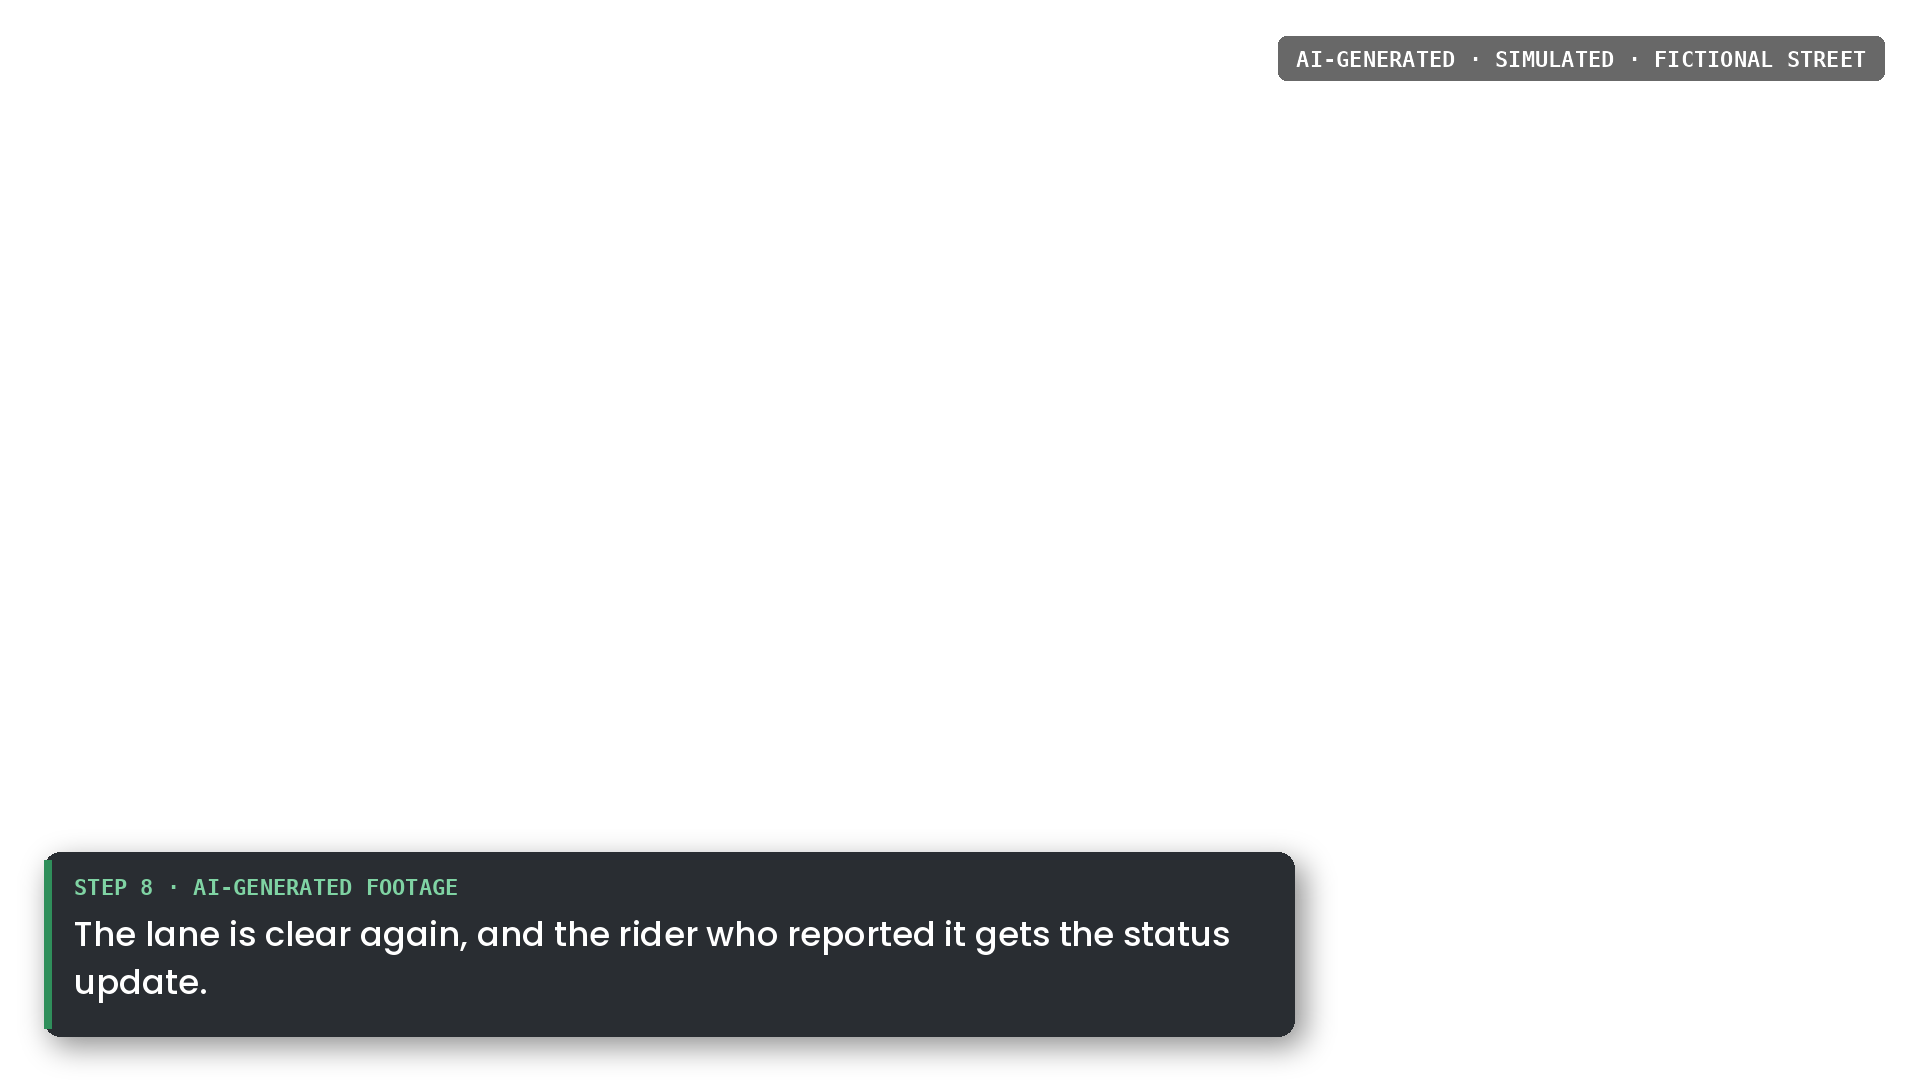 AI-GENERATED · SIMULATED · FICTIONAL STREET
STEP 8 · AI-GENERATED FOOTAGE
The lane is clear again, and the rider who reported it gets the status
update.